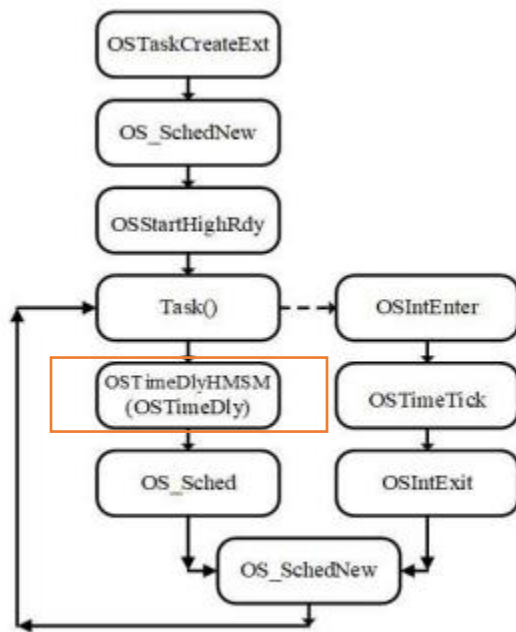 OSTaskCreateExt
OS_SchedNew
OSStartHighRdy
Task()
OSIntEnter
OSTimeDlyHMSM
(OSTimeDly)
OSTimeTick
OS_Sched
OSIntExit
OS_SchedNew